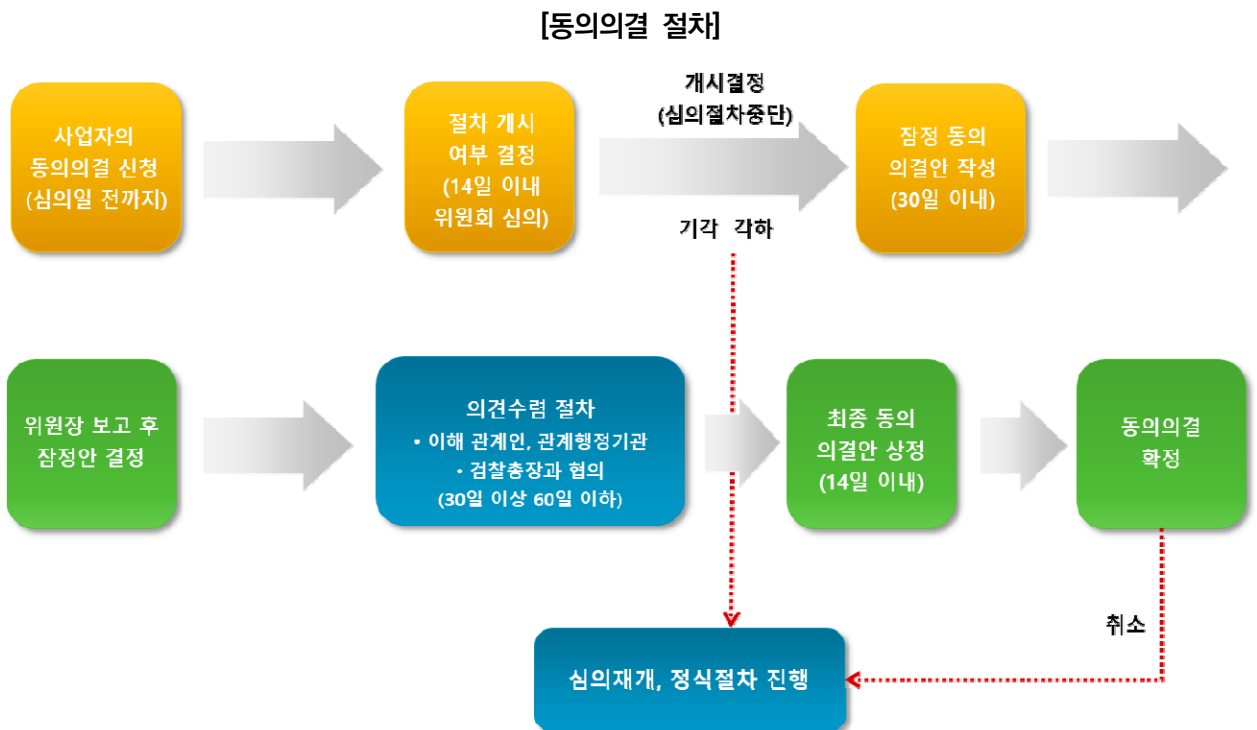 [동의의결 절차]
사업자의
동의의결 신청
(심의일 전까지)
절차 개시
여부 결정
(14일 이내
위원회 심의)
개시결정
(심의절차중단)
기각 각하
잠정 동의
의결안 작성
(30일 이내)
위원장 보고 후
잠정안 결정
의견수렴 절차
• 이해 관계인, 관계행정기관
• 검찰총장과 협의
(30일 이상 60일 이하)
최종 동의
의결안 상정
(14일 이내)
동의의결
확정
취소
심의재개, 정식절차 진행